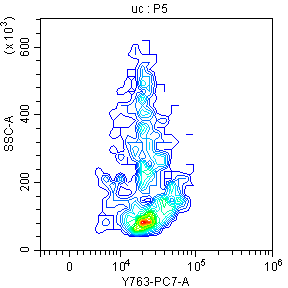 uc : P5
(x 10³)
SSC-A
600
400
200
0
0 10⁴ 10⁵ 10⁶
Y763-PC7-A